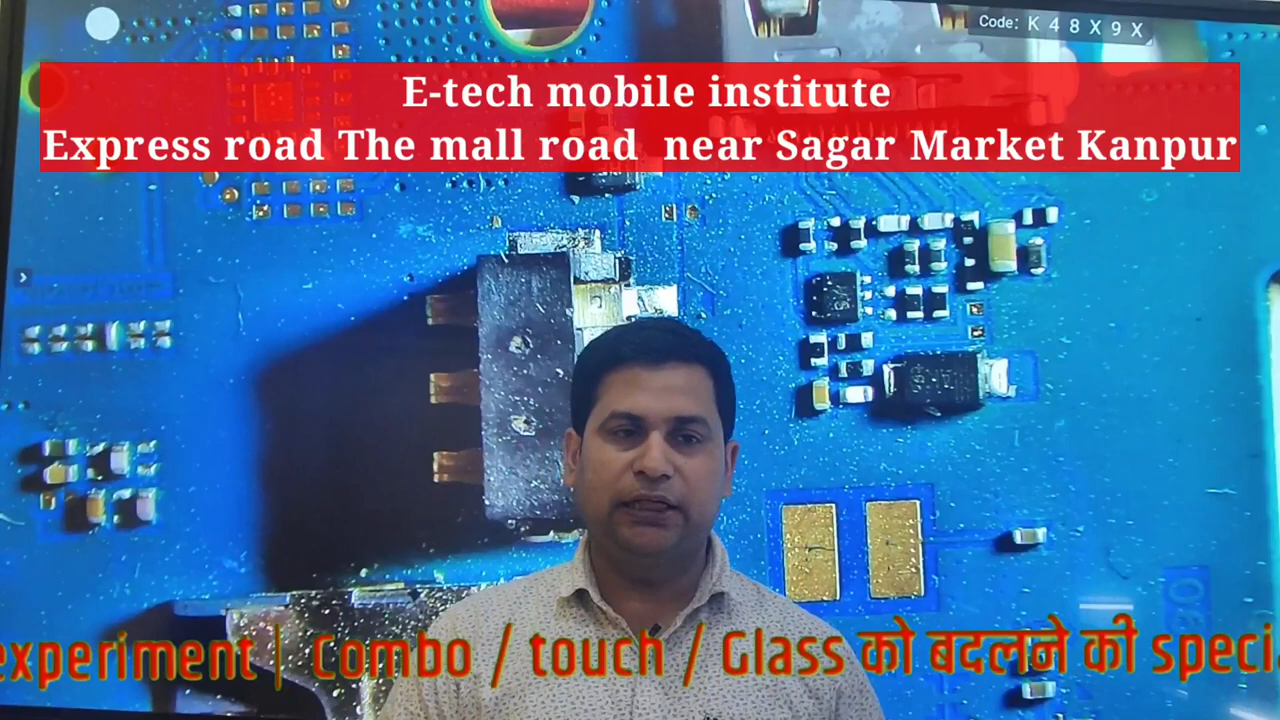 Code: K 4 8 X 9 X
E-tech mobile institute
Express road The mall road near Sagar Market Kanpur
experiment | Combo / touch / Glass को बदलने की speci